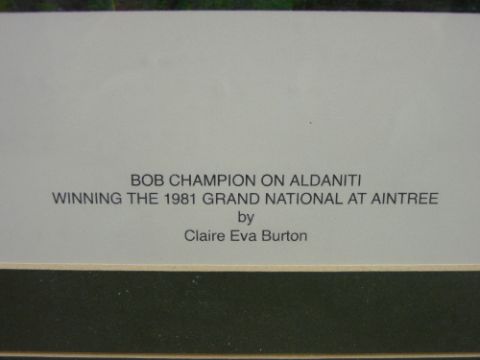 BOB CHAMPION ON ALDANITI
WINNING THE 1981 GRAND NATIONAL AT AINTREE
by
Claire Eva Burton